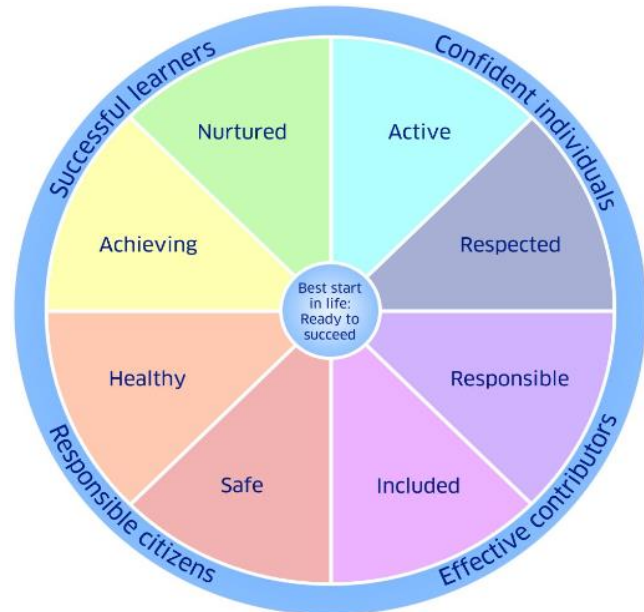 Successful learners
Confident individuals
Nurtured
Active
Achieving
Respected
Best start
in life:
Ready to
succeed
Healthy
Responsible
Safe
Included
Responsible citizens
Effective contributors